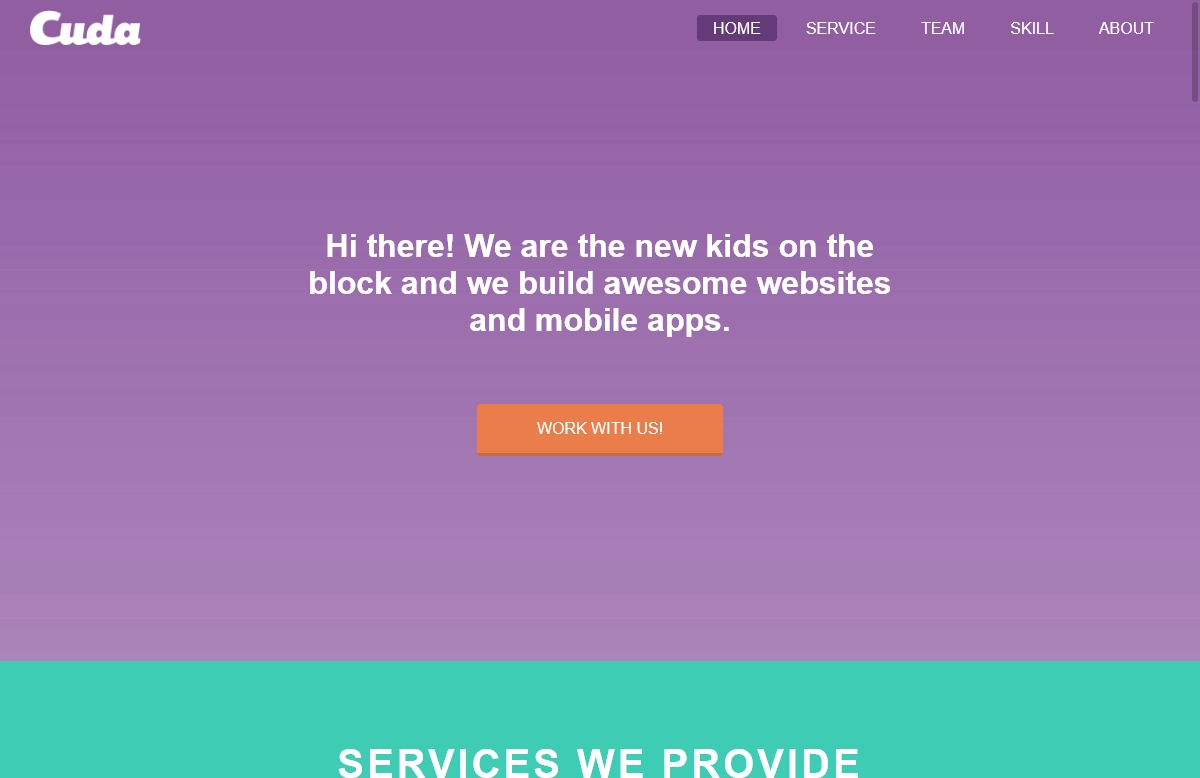 Cuda
HOME
SERVICE
TEAM
SKILL
ABOUT
Hi there! We are the new kids on the
block and we build awesome websites
and mobile apps.
WORK WITH US!
SERVICES WE PROVIDE